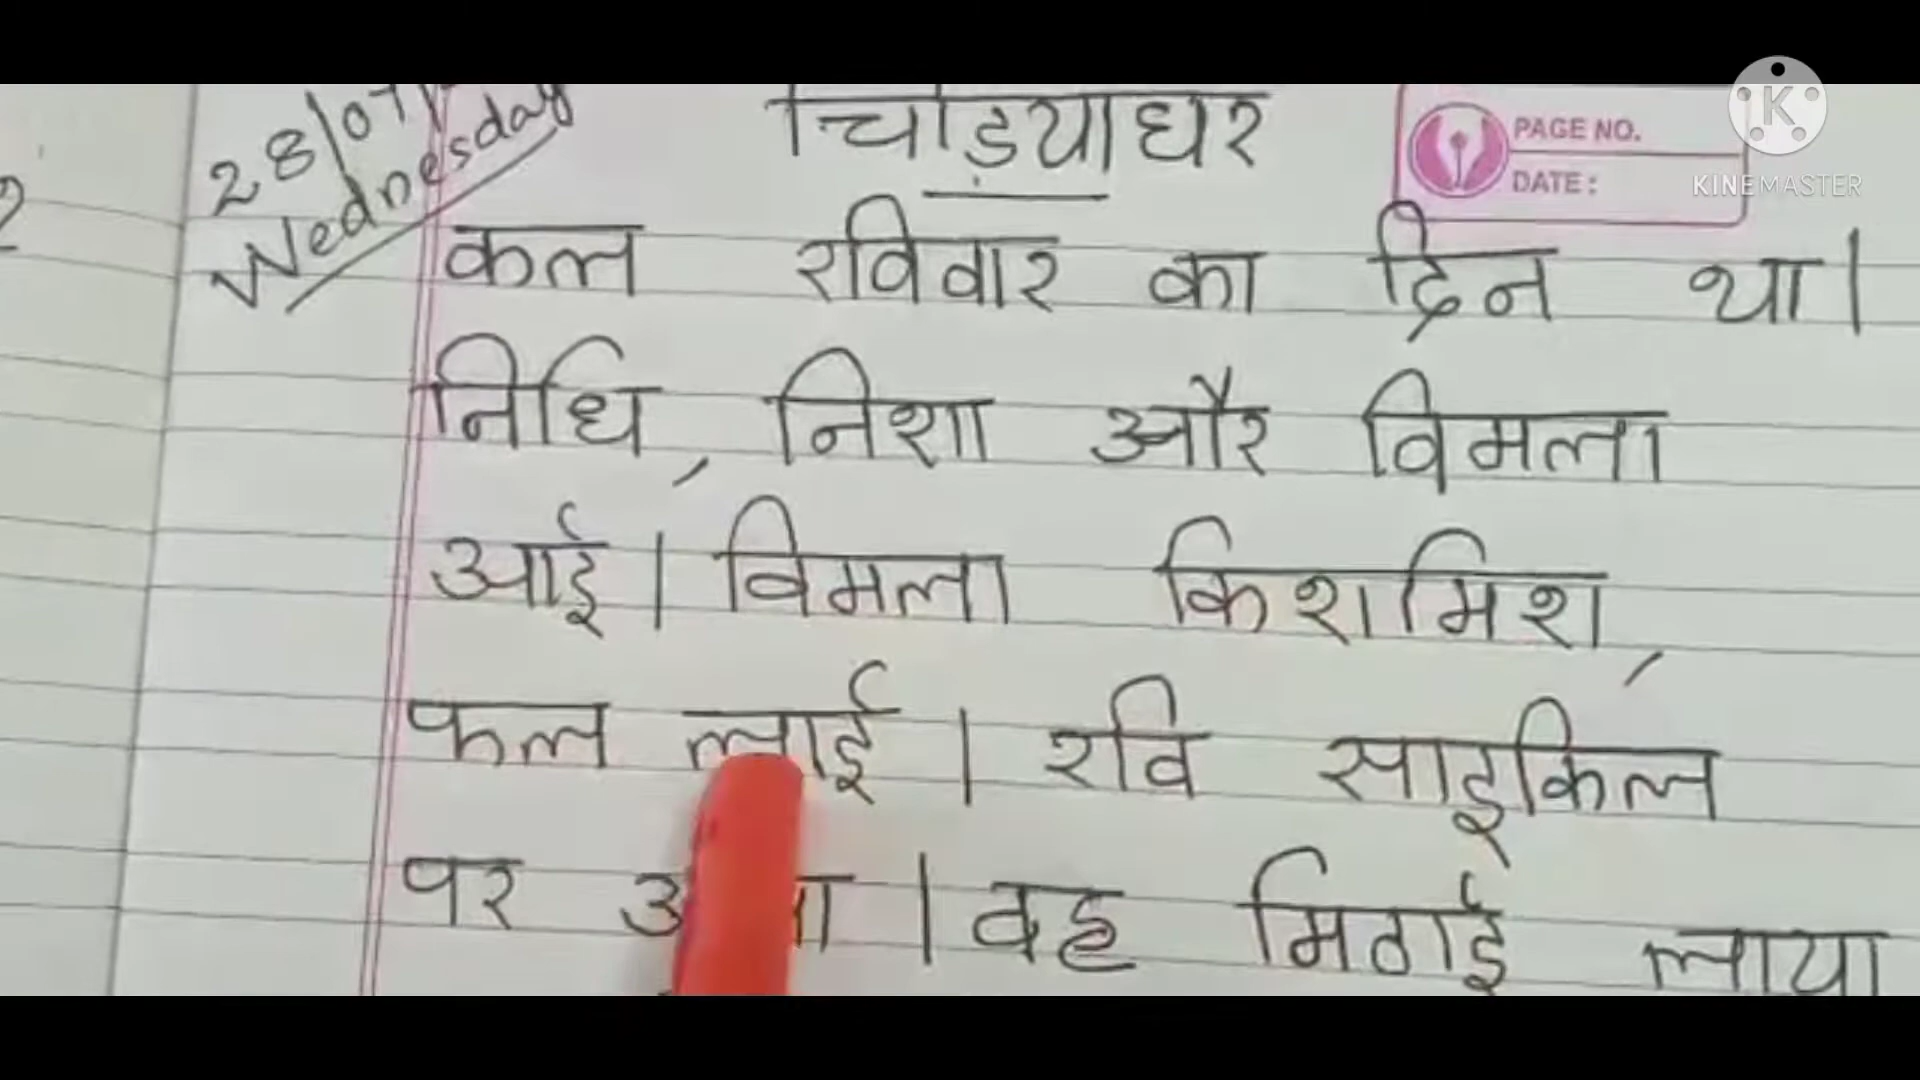 28/07/
Wednesday
चिड़ियाघर
PAGE NO.
DATE:
K
KINEMASTER
कल रविवार का दिन था।
निधि, निशा और विमला
आई। विमला किशमिश,
फल लाई। रवि साइकिल
पर । वह मिठाई लाया